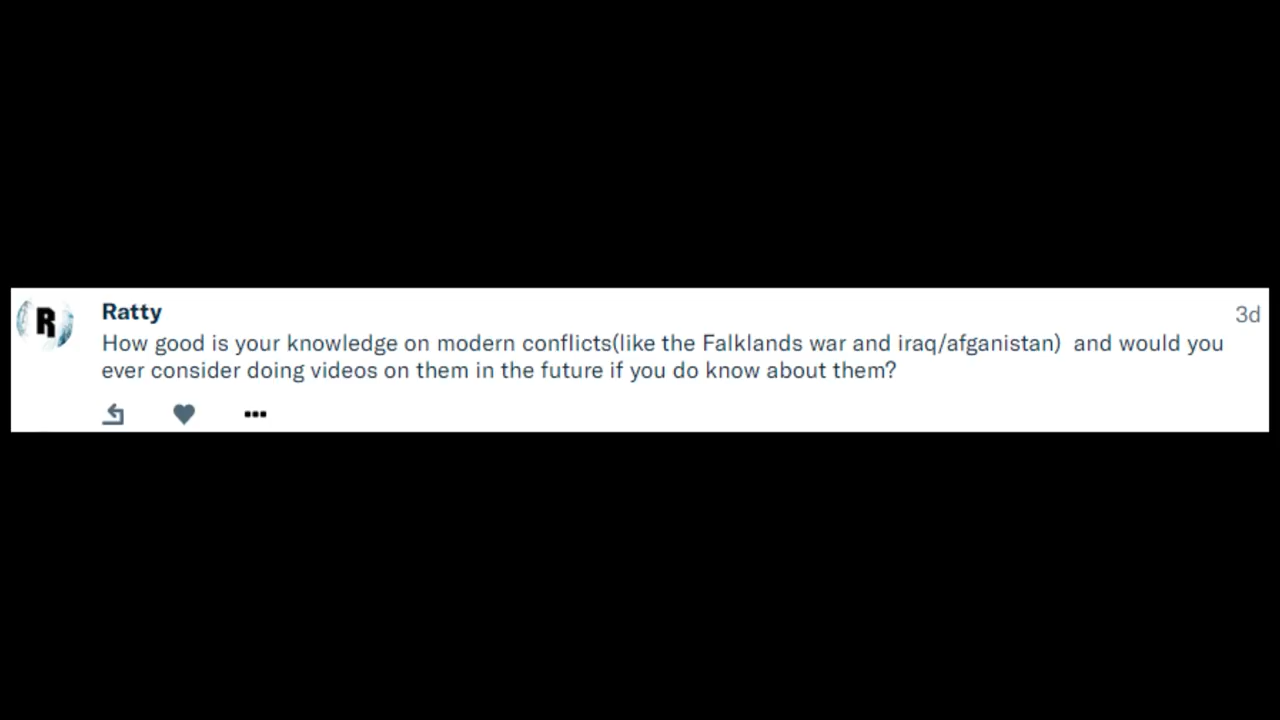 R
Ratty
3d
How good is your knowledge on modern conflicts(like the Falklands war and iraq/afganistan)  and would you
ever consider doing videos on them in the future if you do know about them?